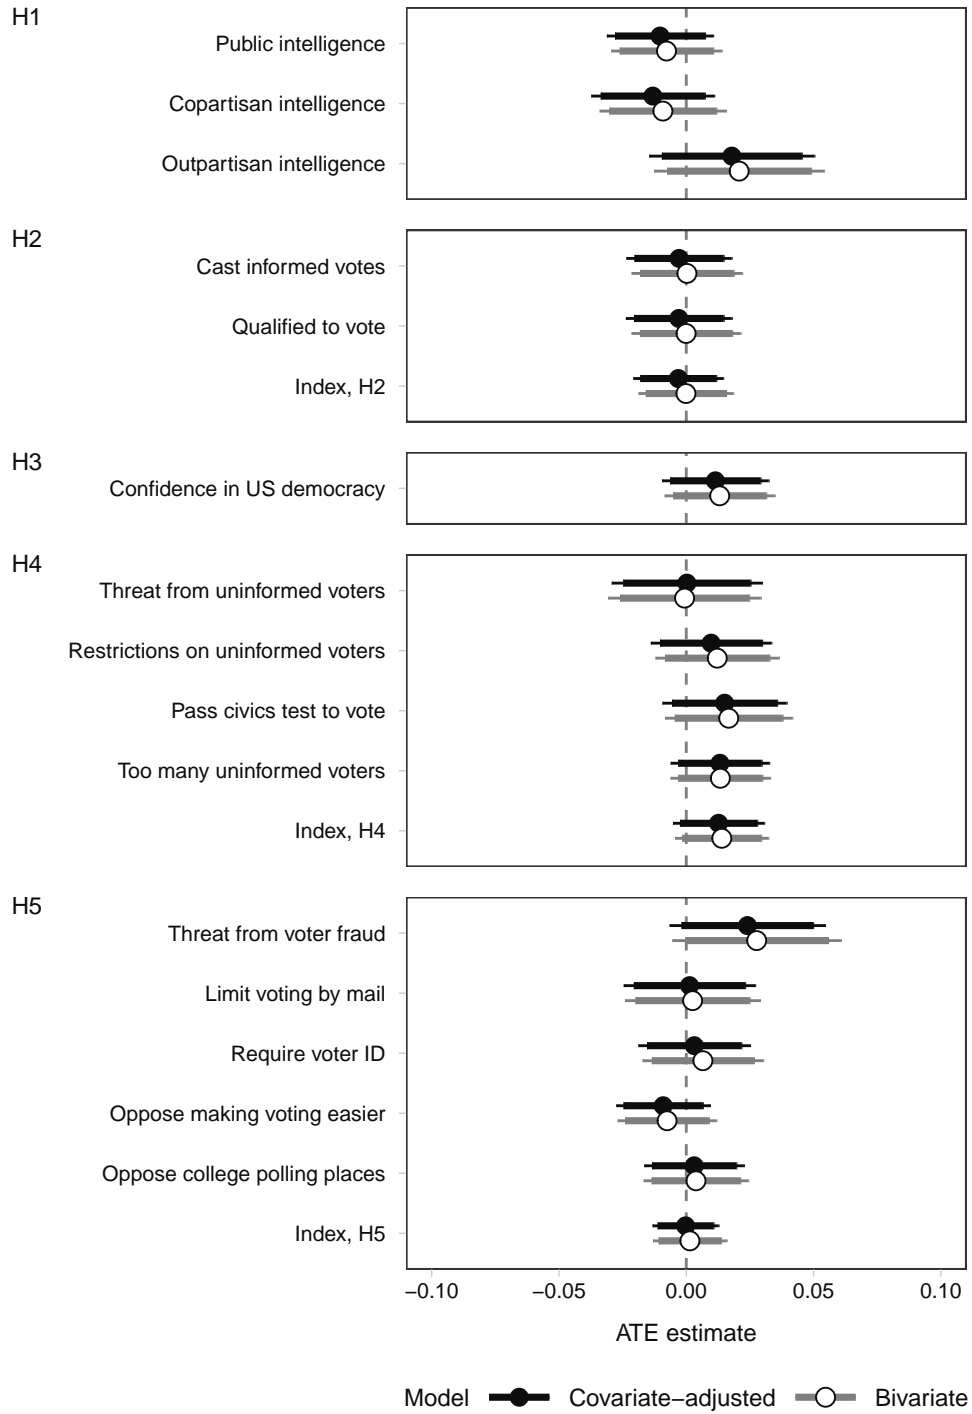 H1
Public intelligence
Copartisan intelligence
Outpartisan intelligence
H2
Cast informed votes
Qualified to vote
Index, H2
H3
Confidence in US democracy
H4
Threat from uninformed voters
Restrictions on uninformed voters
Pass civics test to vote
Too many uninformed voters
Index, H4
H5
Threat from voter fraud
Limit voting by mail
Require voter ID
Oppose making voting easier
Oppose college polling places
Index, H5
−0.10 −0.05 0.00 0.05 0.10
ATE estimate
Model Covariate−adjusted Bivariate